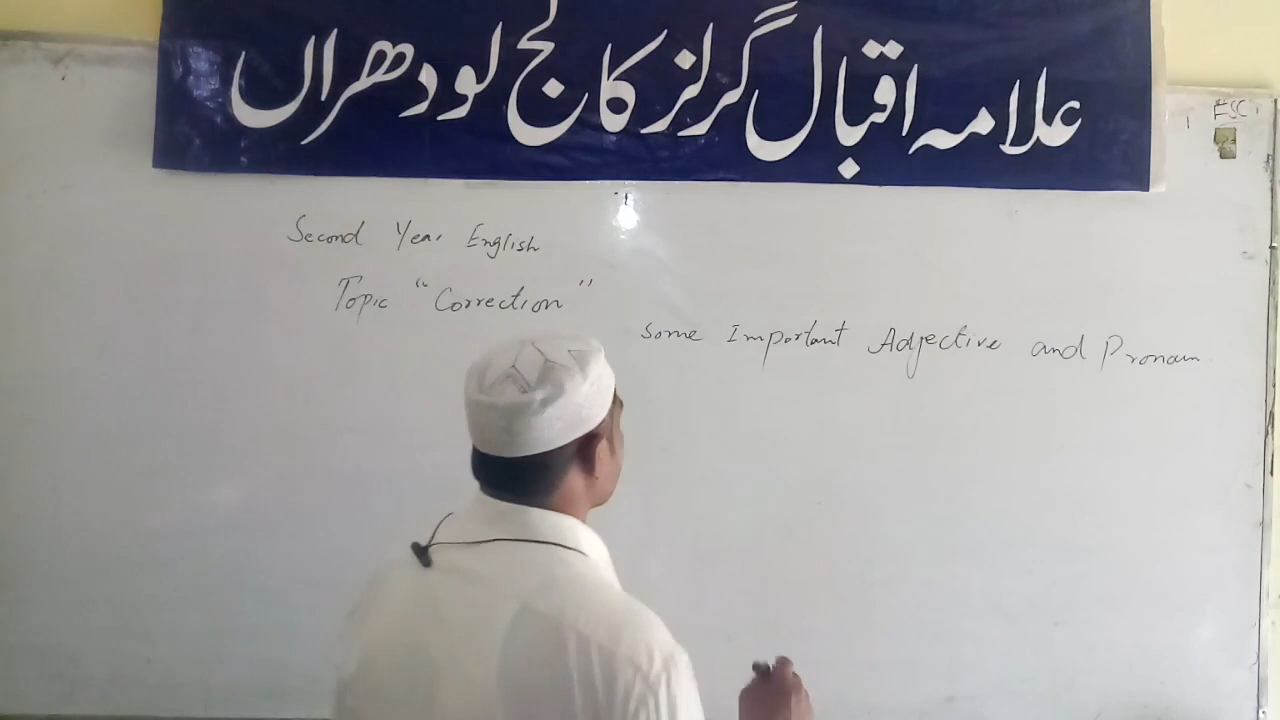 علامہ اقبال گرلز کالج لودھراں
Second Year English
Topic "Correction"
Some Important Adjective and Pronoun